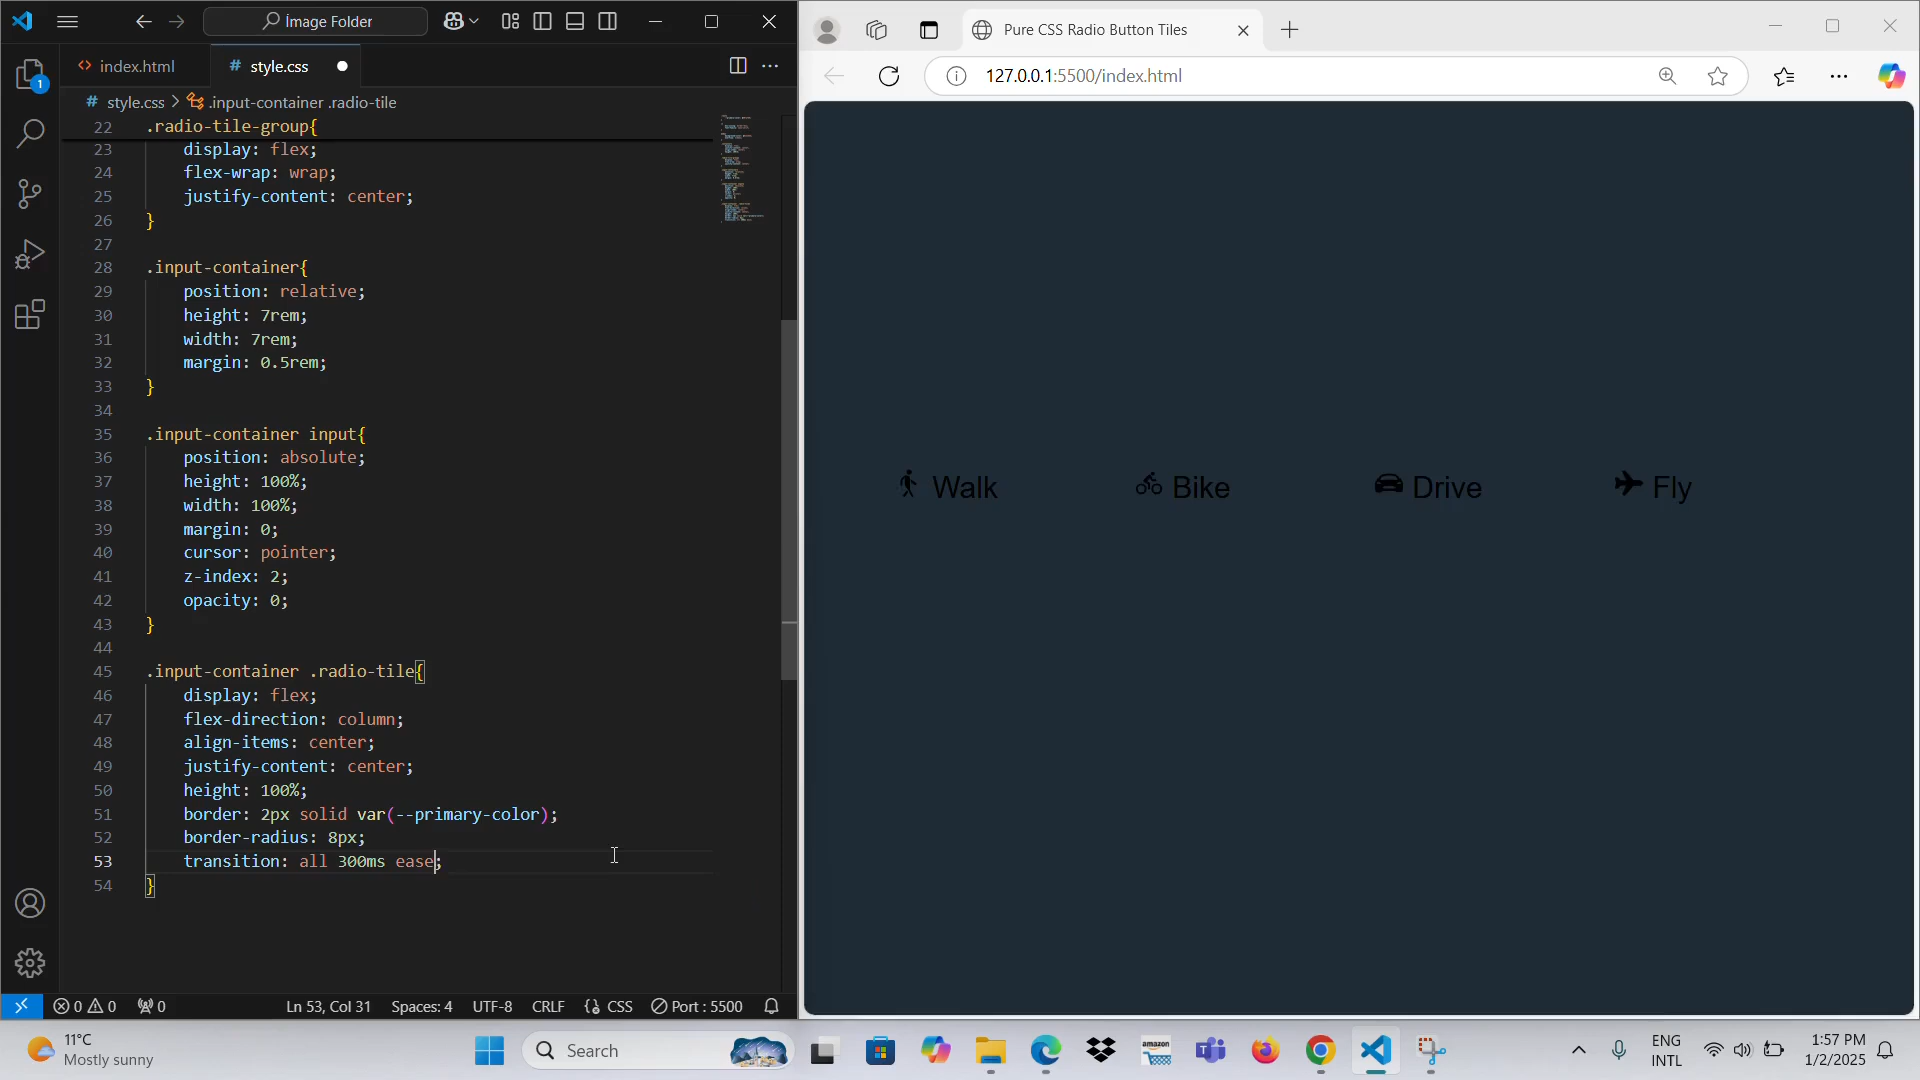 Image Folder
index.html
# style.css
# style.css > .input-container .radio-tile
22 .radio-tile-group{
23 display: flex;
24 flex-wrap: wrap;
25 justify-content: center;
26 }
27
28 .input-container{
29 position: relative;
30 height: 7rem;
31 width: 7rem;
32 margin: 0.5rem;
33 }
34
35 .input-container input{
36 position: absolute;
37 height: 100%;
38 width: 100%;
39 margin: 0;
40 cursor: pointer;
41 z-index: 2;
42 opacity: 0;
43 }
44
45 .input-container .radio-tile{
46 display: flex;
47 flex-direction: column;
48 align-items: center;
49 justify-content: center;
50 height: 100%;
51 border: 2px solid var(--primary-color);
52 border-radius: 8px;
53 transition: all 300ms ease;
54 }
1
0 0 0 Ln 53, Col 31 Spaces: 4 UTF-8 CRLF {} CSS Port : 5500
Pure CSS Radio Button Tiles
127.0.0.1:5500/index.html
Walk Bike Drive Fly
11°C
Mostly sunny
Search
amazon
ENG
INTL
1:57 PM
1/2/2025